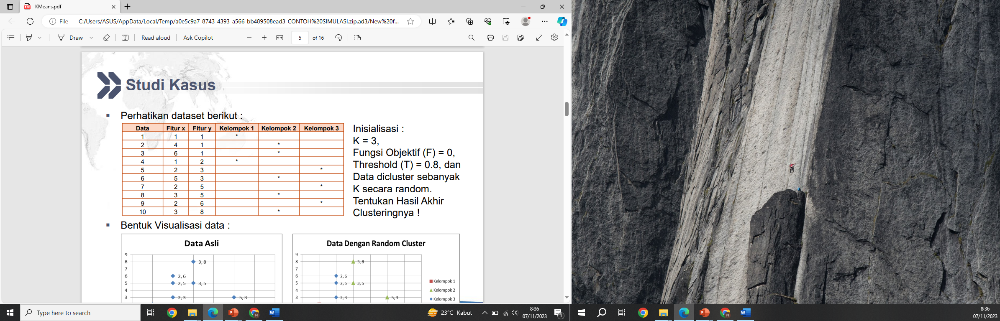 KMeans.pdf
File
C:/Users/ASUS/AppData/Local/Temp/a0e5c9a7-8743-4393-a566-bb489508ead3_CONTOH%20SIMULASI.zip.ad3/New%20f...
Draw
Read aloud
Ask Copilot
5 of 16
Studi Kasus
Perhatikan dataset berikut :
Data Fitur x Fitur y Kelompok 1 Kelompok 2 Kelompok 3
1 1 1 *
2 4 1 *
3 6 1 *
4 1 2 *
5 2 3 *
6 5 3 *
7 2 5 *
8 3 5 *
9 2 6 *
10 3 8 *
Inisialisasi :
K = 3,
Fungsi Objektif (F) = 0,
Threshold (T) = 0.8, dan
Data dicluster sebanyak
K secara random.
Tentukan Hasil Akhir
Clusteringnya !
Bentuk Visualisasi data :
Data Asli
9
8 3, 8
7
6 2, 6
5 2, 5 3, 5
4
3 2, 3 5, 3
Data Dengan Random Cluster
9
8 3, 8
7
6 2, 6
5 2, 5 3, 5
4
3 2, 3 5, 3
Kelompok 1
Kelompok 2
Kelompok 3
Type here to search
23°C Kabut
8:36
07/11/2023
1
8:36
07/11/2023